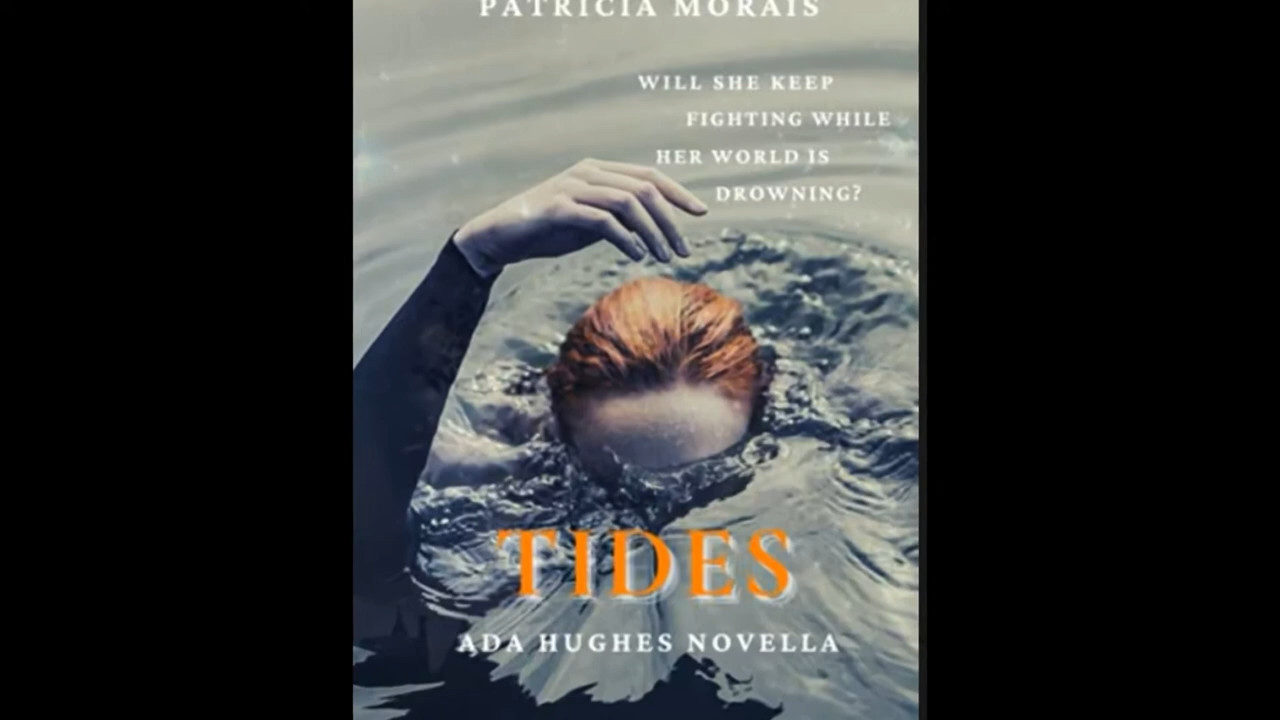 PATRICIA MORAIS
WILL SHE KEEP
FIGHTING WHILE
HER WORLD IS
DROWNING?
TIDES
ADA HUGHES NOVELLA